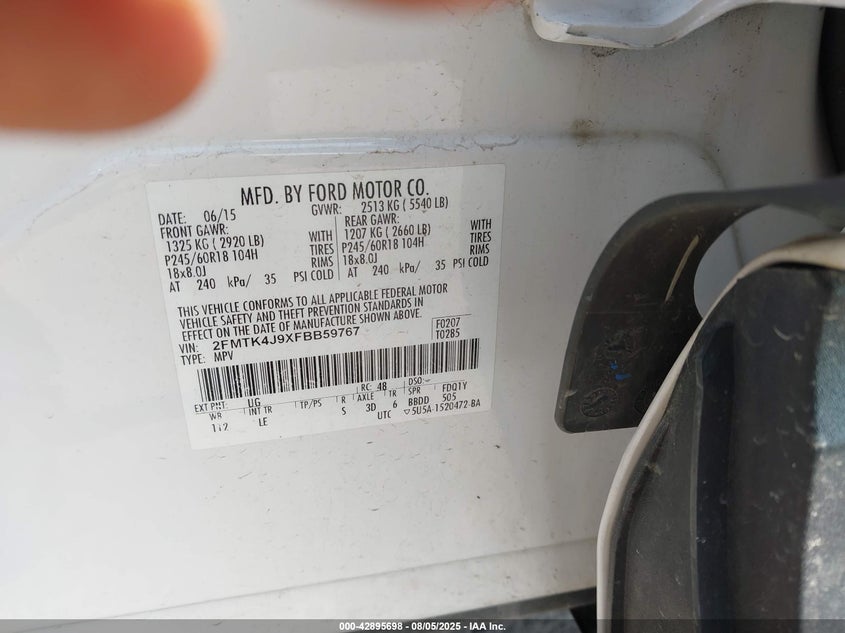 MFD. BY FORD MOTOR CO.
DATE: 06/15 GVWR: 2513 KG ( 5540 LB)
FRONT GAWR: REAR GAWR:
1325 KG ( 2920 LB) WITH 1207 KG ( 2660 LB) WITH
P245/60R18 104H TIRES P245/60R18 104H TIRES
18x8.0J RIMS 18x8.0J RIMS
AT 240 kPa/ 35 PSI COLD AT 240 kPa/ 35 PSI COLD
THIS VEHICLE CONFORMS TO ALL APPLICABLE FEDERAL MOTOR
VEHICLE SAFETY AND THEFT PREVENTION STANDARDS IN
EFFECT ON THE DATE OF MANUFACTURE SHOWN ABOVE.
VIN: 2FMTK4J9XFBB59767 F0207
TYPE: MPV T0285
EXT PNT: UG RC: 48 DSO:
WB INT TR TP/PS R AXLE TR SPR FDQ1Y
112 LE S 3D 6 BBDD 505
UTC ▽5U5A-1520472-BA
000-42895698 - 08/05/2025 - IAA Inc.